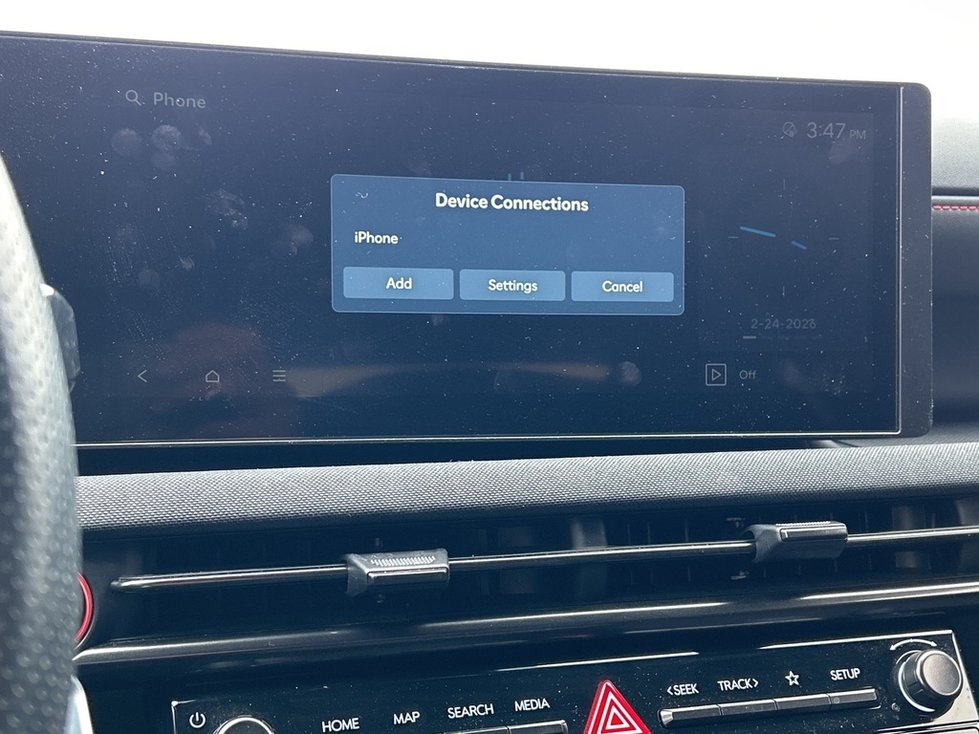 Phone
3:47 PM
Device Connections
iPhone
Add Settings Cancel
2-24-2026
Off
HOME MAP SEARCH MEDIA <SEEK TRACK> SETUP